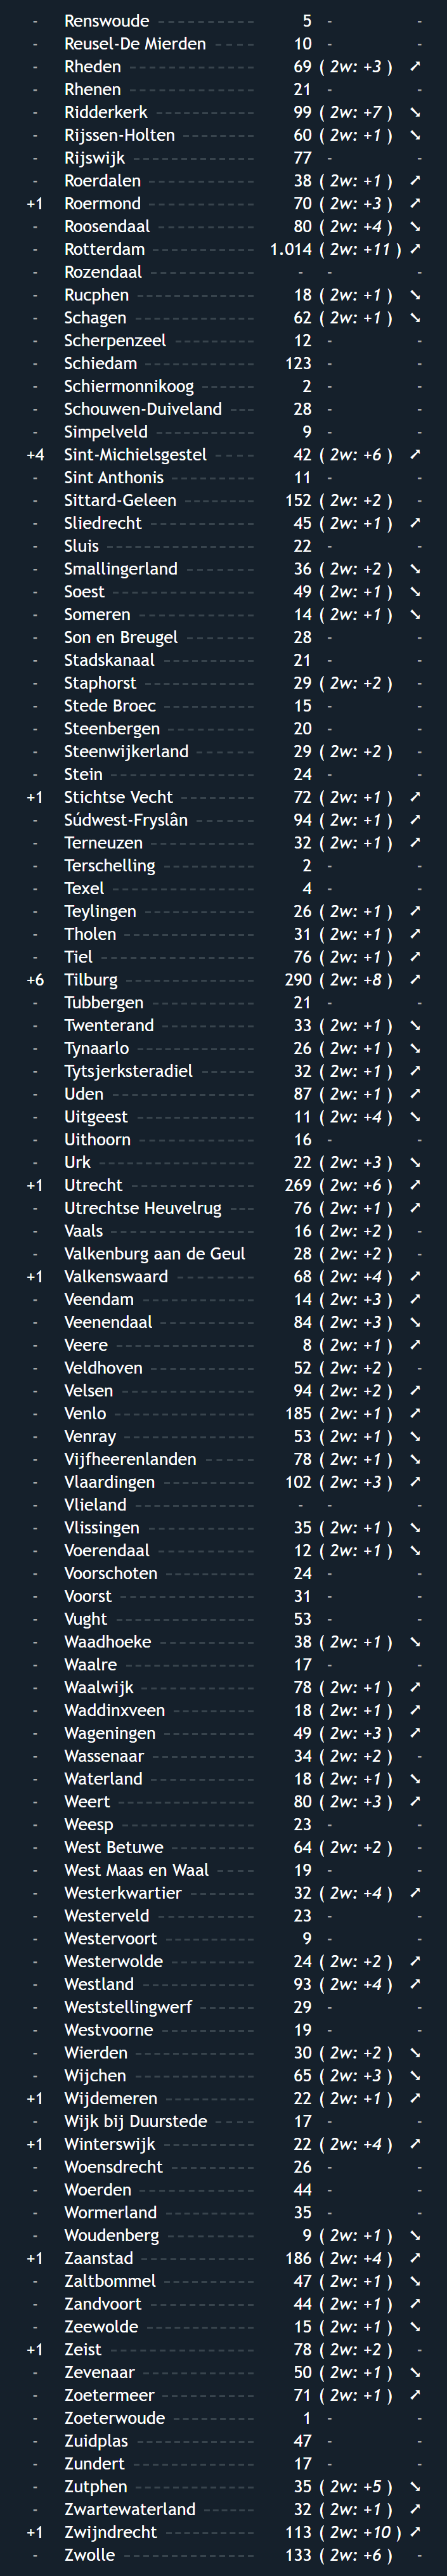 - Renswoude ----------- 5 - -
- Reusel-De Mierden ----- 10 - -
- Rheden -------------- 69 ( 2w: +3 ) ➚
- Rhenen -------------- 21 - -
- Ridderkerk ----------- 99 ( 2w: +7 ) ➘
- Rijssen-Holten -------- 60 ( 2w: +1 ) ➘
- Rijswijk ------------- 77 - -
- Roerdalen ----------- 38 ( 2w: +1 ) ➚
+1 Roermond ----------- 70 ( 2w: +3 ) ➚
- Roosendaal ---------- 80 ( 2w: +4 ) ➘
- Rotterdam ----------- 1.014 ( 2w: +11 ) ➚
- Rozendaal ----------- - - -
- Rucphen ------------ 18 ( 2w: +1 ) ➘
- Schagen ------------- 62 ( 2w: +1 ) ➘
- Scherpenzeel --------- 12 - -
- Schiedam ------------ 123 - -
- Schiermonnikoog ------ 2 - -
- Schouwen-Duiveland --- 28 - -
- Simpelveld ----------- 9 - -
+4 Sint-Michielsgestel ---- 42 ( 2w: +6 ) ➚
- Sint Anthonis --------- 11 - -
- Sittard-Geleen -------- 152 ( 2w: +2 ) -
- Sliedrecht ----------- 45 ( 2w: +1 ) ➚
- Sluis --------------- 22 - -
- Smallingerland -------- 36 ( 2w: +2 ) ➘
- Soest --------------- 49 ( 2w: +1 ) ➘
- Someren ------------ 14 ( 2w: +1 ) ➘
- Son en Breugel -------- 28 - -
- Stadskanaal ---------- 21 - -
- Staphorst ------------ 29 ( 2w: +2 ) -
- Stede Broec ---------- 15 - -
- Steenbergen --------- 20 - -
- Steenwijkerland ------- 29 ( 2w: +2 ) -
- Stein --------------- 24 - -
+1 Stichtse Vecht -------- 72 ( 2w: +1 ) ➚
- Súdwest-Fryslân ------- 94 ( 2w: +1 ) ➚
- Terneuzen ----------- 32 ( 2w: +1 ) ➚
- Terschelling ---------- 2 - -
- Texel --------------- 4 - -
- Teylingen ------------ 26 ( 2w: +1 ) ➚
- Tholen -------------- 31 ( 2w: +1 ) ➚
- Tiel ---------------- 76 ( 2w: +1 ) ➚
+6 Tilburg -------------- 290 ( 2w: +8 ) ➚
- Tubbergen ----------- 21 - -
- Twenterand ---------- 33 ( 2w: +1 ) ➘
- Tynaarlo ------------- 26 ( 2w: +1 ) ➘
- Tytsjerksteradiel ------ 32 ( 2w: +1 ) ➚
- Uden --------------- 87 ( 2w: +1 ) ➚
- Uitgeest ------------- 11 ( 2w: +4 ) ➘
- Uithoorn ------------ 16 - -
- Urk ---------------- 22 ( 2w: +3 ) ➘
+1 Utrecht ------------- 269 ( 2w: +6 ) ➚
- Utrechtse Heuvelrug --- 76 ( 2w: +1 ) ➚
- Vaals --------------- 16 ( 2w: +2 ) -
- Valkenburg aan de Geul 28 ( 2w: +2 ) -
+1 Valkenswaard --------- 68 ( 2w: +4 ) ➚
- Veendam ------------ 14 ( 2w: +3 ) ➚
- Veenendaal ---------- 84 ( 2w: +3 ) ➘
- Veere --------------- 8 ( 2w: +1 ) ➚
- Veldhoven ----------- 52 ( 2w: +2 ) -
- Velsen -------------- 94 ( 2w: +2 ) ➚
- Venlo --------------- 185 ( 2w: +1 ) ➚
- Venray -------------- 53 ( 2w: +1 ) ➘
- Vijfheerenlanden ------ 78 ( 2w: +1 ) ➘
- Vlaardingen ---------- 102 ( 2w: +3 ) ➚
- Vlieland ------------- - - -
- Vlissingen ------------ 35 ( 2w: +1 ) ➘
- Voerendaal ----------- 12 ( 2w: +1 ) ➘
- Voorschoten --------- 24 - -
- Voorst -------------- 31 - -
- Vught --------------- 53 - -
- Waadhoeke ---------- 38 ( 2w: +1 ) ➘
- Waalre -------------- 17 - -
- Waalwijk ------------ 78 ( 2w: +1 ) ➚
- Waddinxveen --------- 18 ( 2w: +1 ) ➚
- Wageningen ---------- 49 ( 2w: +3 ) ➚
- Wassenaar ----------- 34 ( 2w: +2 ) -
- Waterland ----------- 18 ( 2w: +1 ) ➘
- Weert -------------- 80 ( 2w: +3 ) ➚
- Weesp -------------- 23 - -
- West Betuwe --------- 64 ( 2w: +2 ) -
- West Maas en Waal ---- 19 - -
- Westerkwartier ------- 32 ( 2w: +4 ) ➚
- Westerveld ---------- 23 - -
- Westervoort --------- 9 - -
- Westerwolde --------- 24 ( 2w: +2 ) ➚
- Westland ------------ 93 ( 2w: +4 ) ➚
- Weststellingwerf ------ 29 - -
- Westvoorne ---------- 19 - -
- Wierden ------------ 30 ( 2w: +2 ) ➘
- Wijchen ------------- 65 ( 2w: +3 ) ➘
+1 Wijdemeren ---------- 22 ( 2w: +1 ) ➚
- Wijk bij Duurstede ---- 17 - -
+1 Winterswijk ---------- 22 ( 2w: +4 ) ➚
- Woensdrecht --------- 26 - -
- Woerden ------------ 44 - -
- Wormerland ---------- 35 - -
- Woudenberg --------- 9 ( 2w: +1 ) ➘
+1 Zaanstad ------------ 186 ( 2w: +4 ) ➚
- Zaltbommel ---------- 47 ( 2w: +1 ) ➘
- Zandvoort ----------- 44 ( 2w: +1 ) ➚
- Zeewolde ----------- 15 ( 2w: +1 ) ➘
+1 Zeist --------------- 78 ( 2w: +2 ) -
- Zevenaar ------------ 50 ( 2w: +1 ) ➘
- Zoetermeer ---------- 71 ( 2w: +1 ) ➚
- Zoeterwoude --------- 1 - -
- Zuidplas ------------ 47 - -
- Zundert ------------- 17 - -
- Zutphen ------------ 35 ( 2w: +5 ) ➘
- Zwartewaterland ------ 32 ( 2w: +1 ) ➚
+1 Zwijndrecht ---------- 113 ( 2w: +10 ) ➚
- Zwolle -------------- 133 ( 2w: +6 ) -